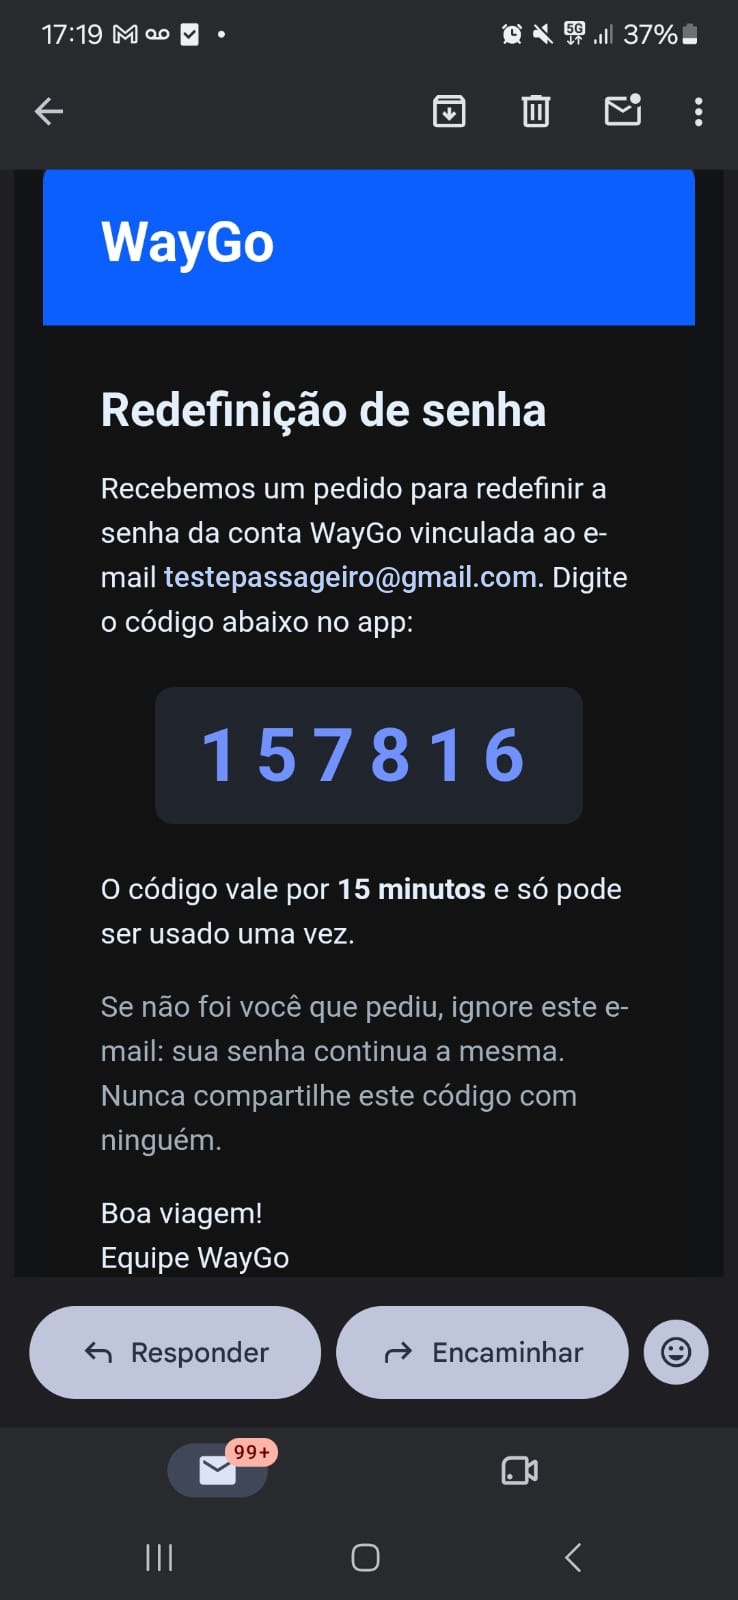 17:19
5G
37%
WayGo
Redefinição de senha
Recebemos um pedido para redefinir a
senha da conta WayGo vinculada ao e-
mail testepassageiro@gmail.com. Digite
o código abaixo no app:
157816
O código vale por 15 minutos e só pode
ser usado uma vez.
Se não foi você que pediu, ignore este e-
mail: sua senha continua a mesma.
Nunca compartilhe este código com
ninguém.
Boa viagem!
Equipe WayGo
Responder
Encaminhar
99+